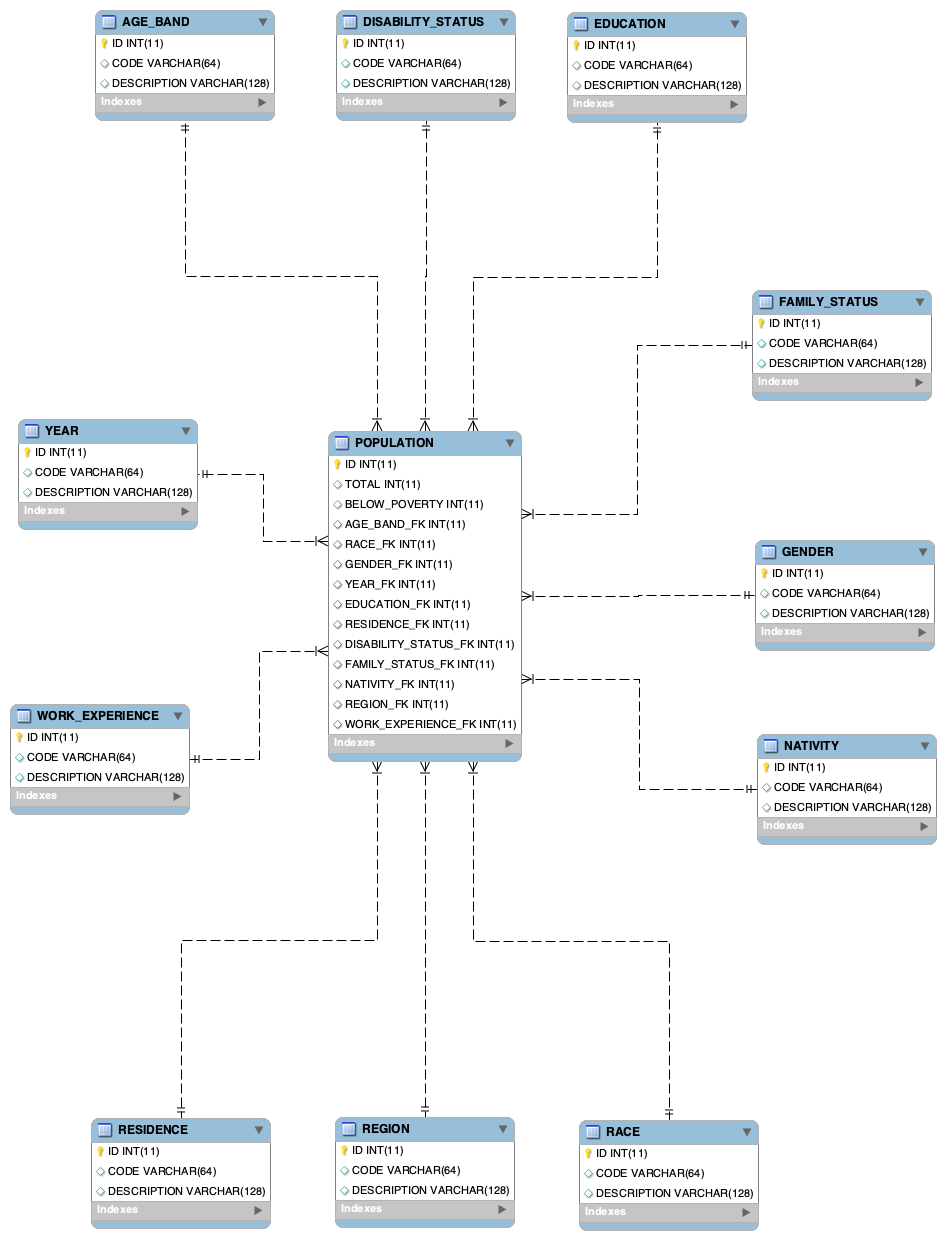 AGE_BAND
ID INT(11)
CODE VARCHAR(64)
DESCRIPTION VARCHAR(128)
Indexes
DISABILITY_STATUS
ID INT(11)
CODE VARCHAR(64)
DESCRIPTION VARCHAR(128)
Indexes
EDUCATION
ID INT(11)
CODE VARCHAR(64)
DESCRIPTION VARCHAR(128)
Indexes
FAMILY_STATUS
ID INT(11)
CODE VARCHAR(64)
DESCRIPTION VARCHAR(128)
Indexes
YEAR
ID INT(11)
CODE VARCHAR(64)
DESCRIPTION VARCHAR(128)
Indexes
POPULATION
ID INT(11)
TOTAL INT(11)
BELOW_POVERTY INT(11)
AGE_BAND_FK INT(11)
RACE_FK INT(11)
GENDER_FK INT(11)
YEAR_FK INT(11)
EDUCATION_FK INT(11)
RESIDENCE_FK INT(11)
DISABILITY_STATUS_FK INT(11)
FAMILY_STATUS_FK INT(11)
NATIVITY_FK INT(11)
REGION_FK INT(11)
WORK_EXPERIENCE_FK INT(11)
Indexes
GENDER
ID INT(11)
CODE VARCHAR(64)
DESCRIPTION VARCHAR(128)
Indexes
WORK_EXPERIENCE
ID INT(11)
CODE VARCHAR(64)
DESCRIPTION VARCHAR(128)
Indexes
NATIVITY
ID INT(11)
CODE VARCHAR(64)
DESCRIPTION VARCHAR(128)
Indexes
RESIDENCE
ID INT(11)
CODE VARCHAR(64)
DESCRIPTION VARCHAR(128)
Indexes
REGION
ID INT(11)
CODE VARCHAR(64)
DESCRIPTION VARCHAR(128)
Indexes
RACE
ID INT(11)
CODE VARCHAR(64)
DESCRIPTION VARCHAR(128)
Indexes